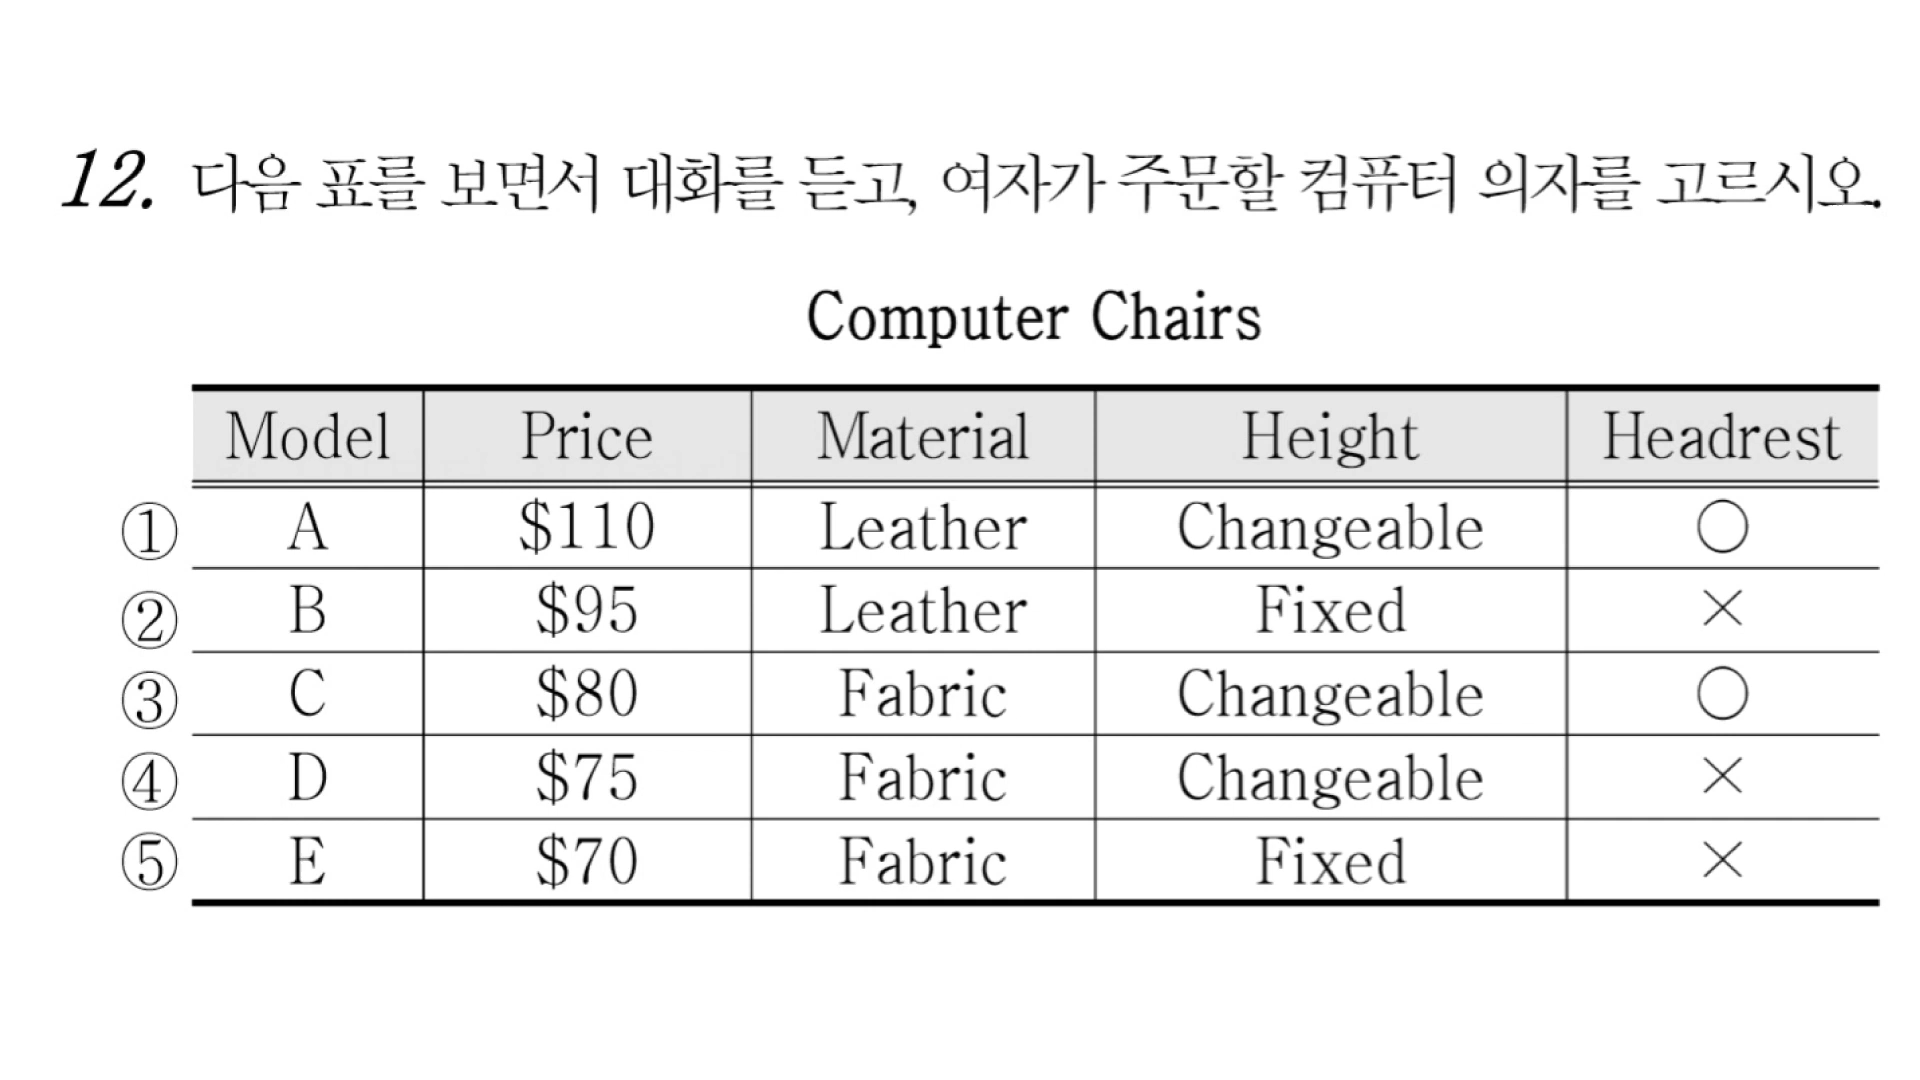 12. 다음 표를 보면서 대화를 듣고, 여자가 주문할 컴퓨터 의자를 고르시오.
Computer Chairs
Model Price Material Height Headrest
① A $110 Leather Changeable ○
② B $95 Leather Fixed ×
③ C $80 Fabric Changeable ○
④ D $75 Fabric Changeable ×
⑤ E $70 Fabric Fixed ×